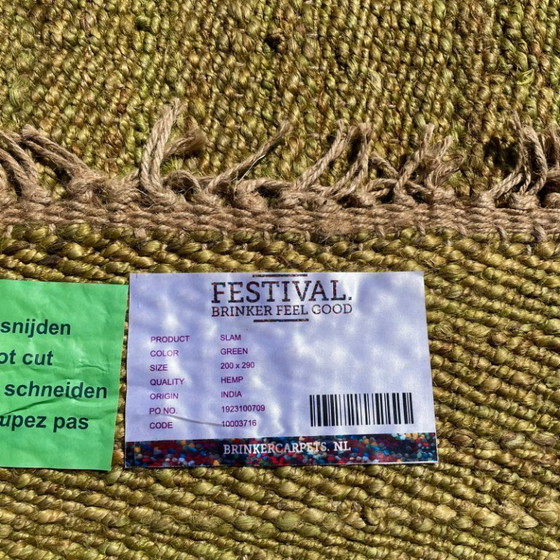 snijden
ot cut
schneiden
upez pas
FESTIVAL.
BRINKER FEEL GOOD
PRODUCT SLAM
COLOR GREEN
SIZE 200 x 290
QUALITY HEMP
ORIGIN INDIA
PO NO. 1923100709
CODE 10003716
BRINKERCARPETS. NL